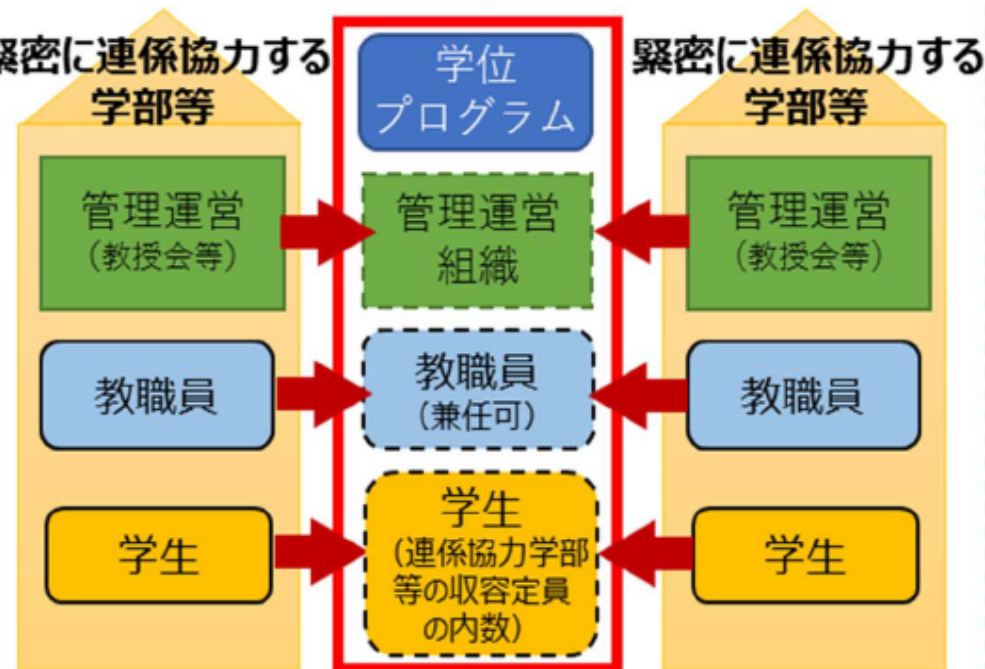 緊密に連係協力する
学部等
管理運営
(教授会等)
教職員
学生
学位
プログラム
管理運営
組織
教職員
(兼任可)
学生
(連係協力学部
等の収容定員
の内数)
緊密に連係協力する
学部等
管理運営
(教授会等)
教職員
学生